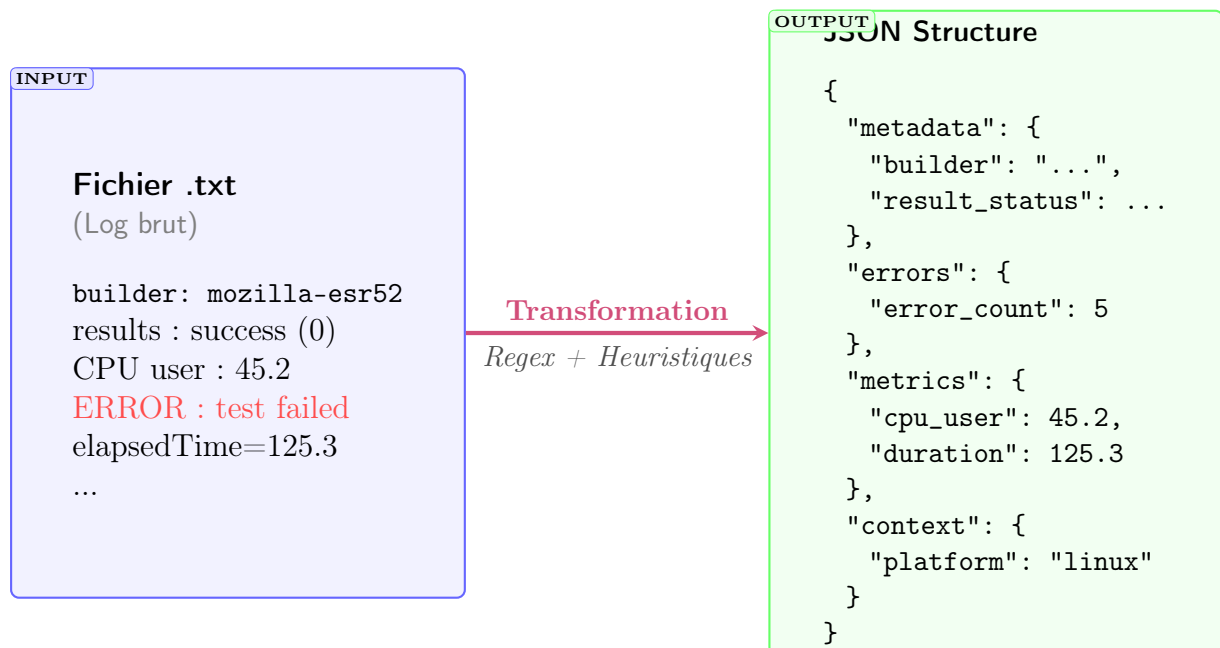 INPUT
Fichier .txt
(Log brut)
builder: mozilla-esr52
results : success (0)
CPU user : 45.2
ERROR : test failed
elapsedTime=125.3
...
Transformation
Regex + Heuristiques
OUTPUT
JSON Structure
{
"metadata": {
"builder": "...",
"result_status": ...
},
"errors": {
"error_count": 5
},
"metrics": {
"cpu_user": 45.2,
"duration": 125.3
},
"context": {
"platform": "linux"
}
}